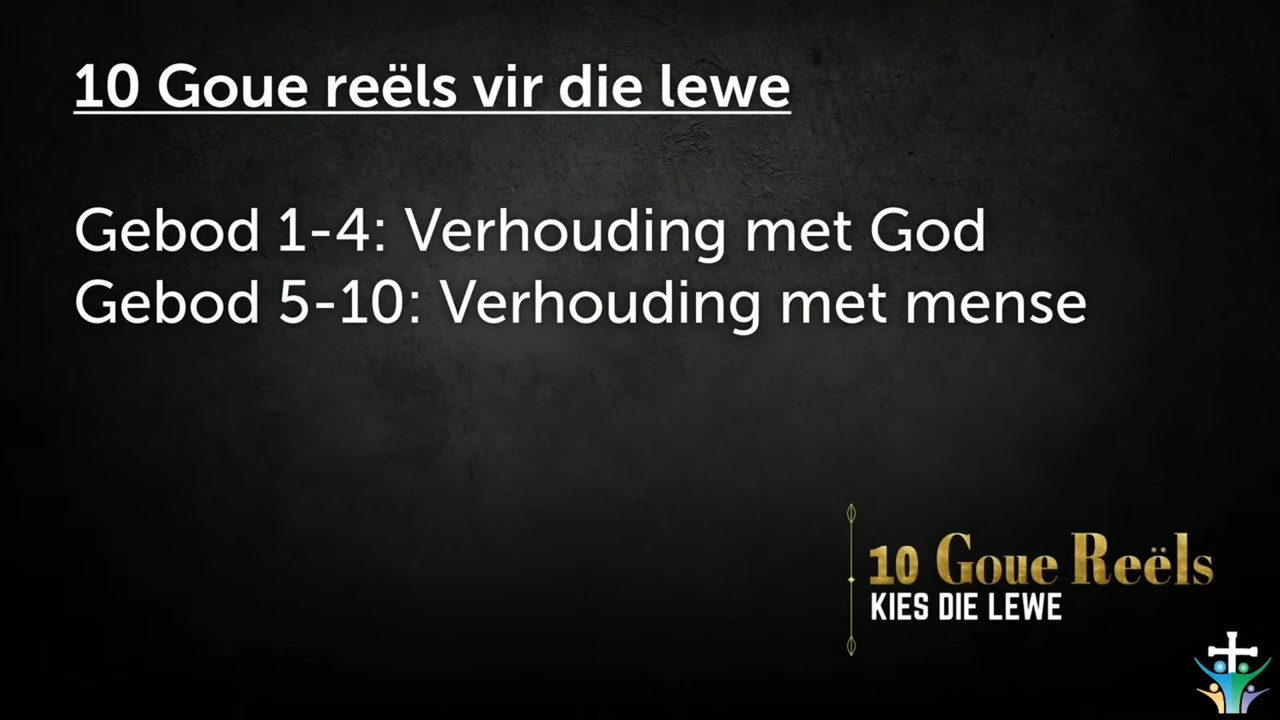 10 Goue reëls vir die lewe
Gebod 1-4: Verhouding met God
Gebod 5-10: Verhouding met mense
10 Goue Reëls
KIES DIE LEWE